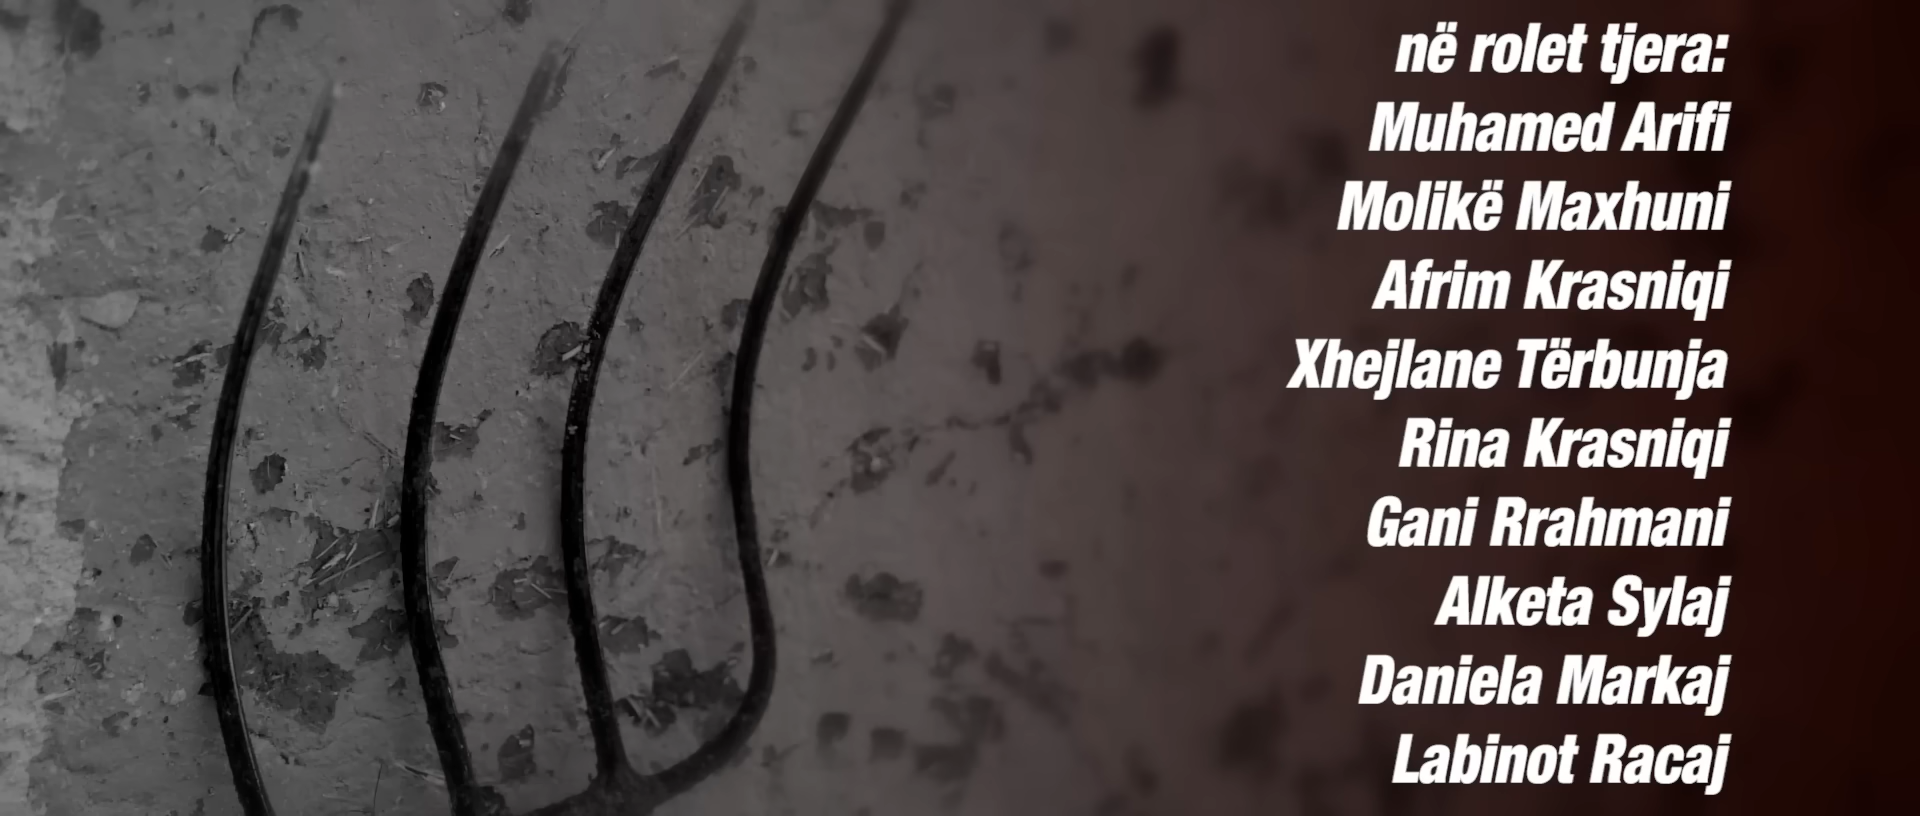 në rolet tjera:
Muhamed Arifi
Molikë Maxhuni
Afrim Krasniqi
Xhejlane Tërbunja
Rina Krasniqi
Gani Rrahmani
Alketa Sylaj
Daniela Markaj
Labinot Racaj